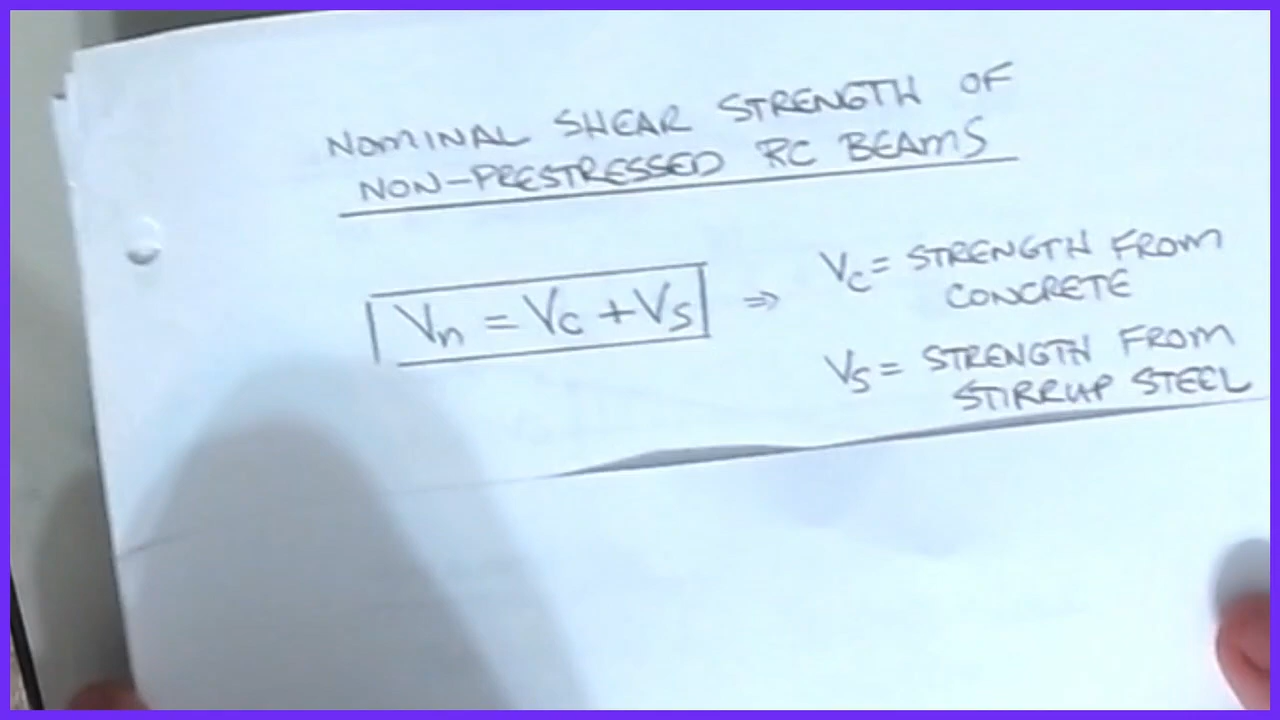 NOMINAL SHEAR STRENGTH OF
NON-PRESTRESSED RC BEAMS
Vn = Vc + Vs ⇒
Vc = STRENGTH FROM
CONCRETE
Vs = STRENGTH FROM
STIRRUP STEEL